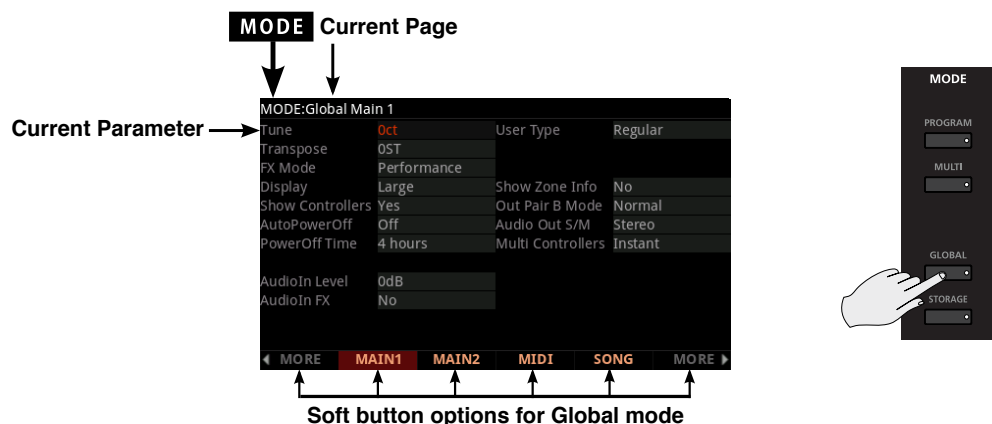 MODE Current Page
MODE:Global Main 1
Current Parameter
Tune 0ct User Type Regular
Transpose 0ST
FX Mode Performance
Display Large Show Zone Info No
Show Controllers Yes Out Pair B Mode Normal
AutoPowerOff Off Audio Out S/M Stereo
PowerOff Time 4 hours Multi Controllers Instant
AudioIn Level 0dB
AudioIn FX No
MORE MAIN1 MAIN2 MIDI SONG MORE
Soft button options for Global mode
MODE
PROGRAM
MULTI
GLOBAL
STORAGE